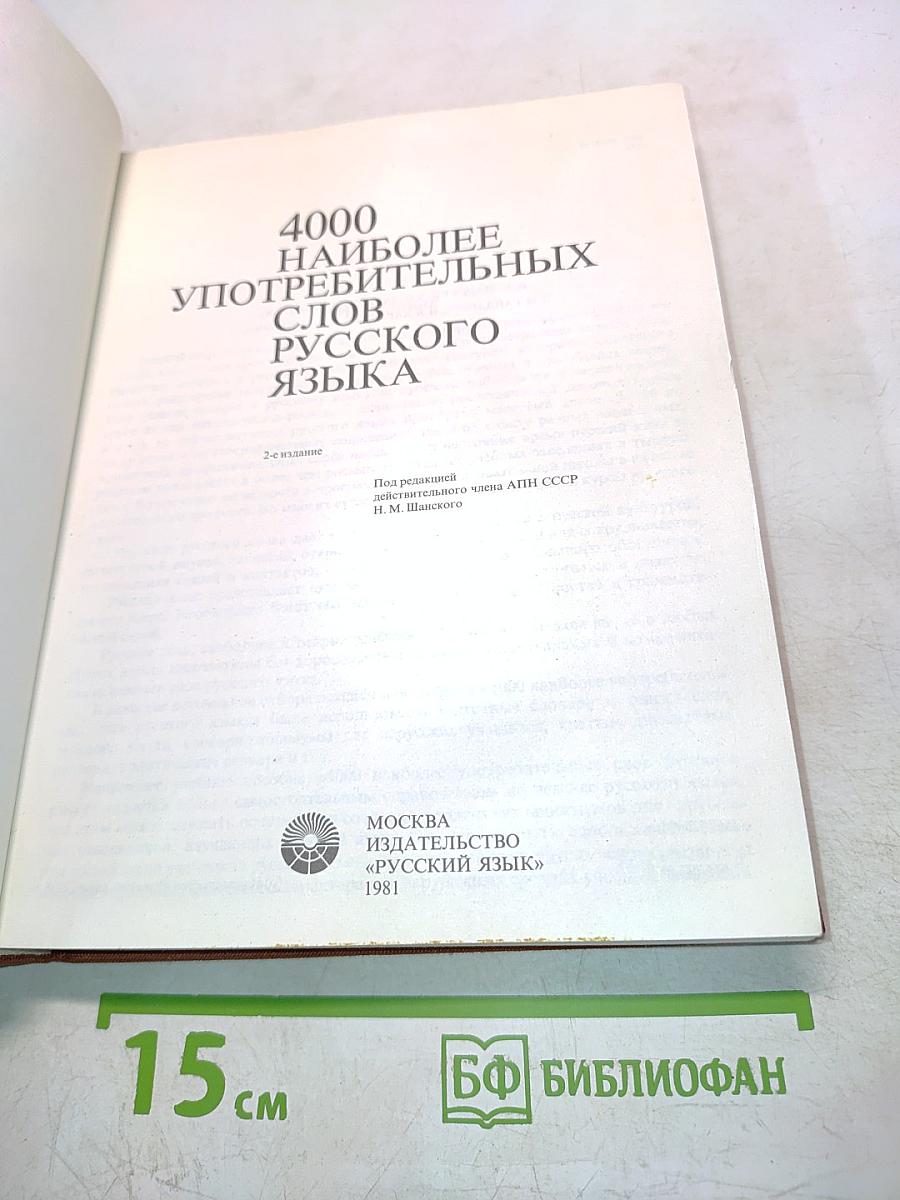 4000
НАИБОЛЕЕ
УПОТРЕБИТЕЛЬНЫХ
СЛОВ
РУССКОГО
ЯЗЫКА
2-е издание
Под редакцией
действительного члена АПН СССР
Н. М. Шанского
МОСКВА
ИЗДАТЕЛЬСТВО
«РУССКИЙ ЯЗЫК»
1981
15 см
БФ БИБЛИОФАН